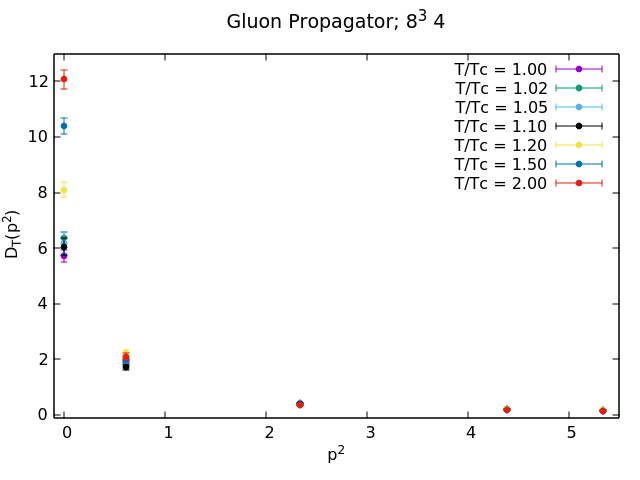 Gluon Propagator; 8³ 4
T/Tc = 1.00
T/Tc = 1.02
T/Tc = 1.05
T/Tc = 1.10
T/Tc = 1.20
T/Tc = 1.50
T/Tc = 2.00
12
10
8
6
4
2
0
D_T(p²)
0 1 2 3 4 5
p²